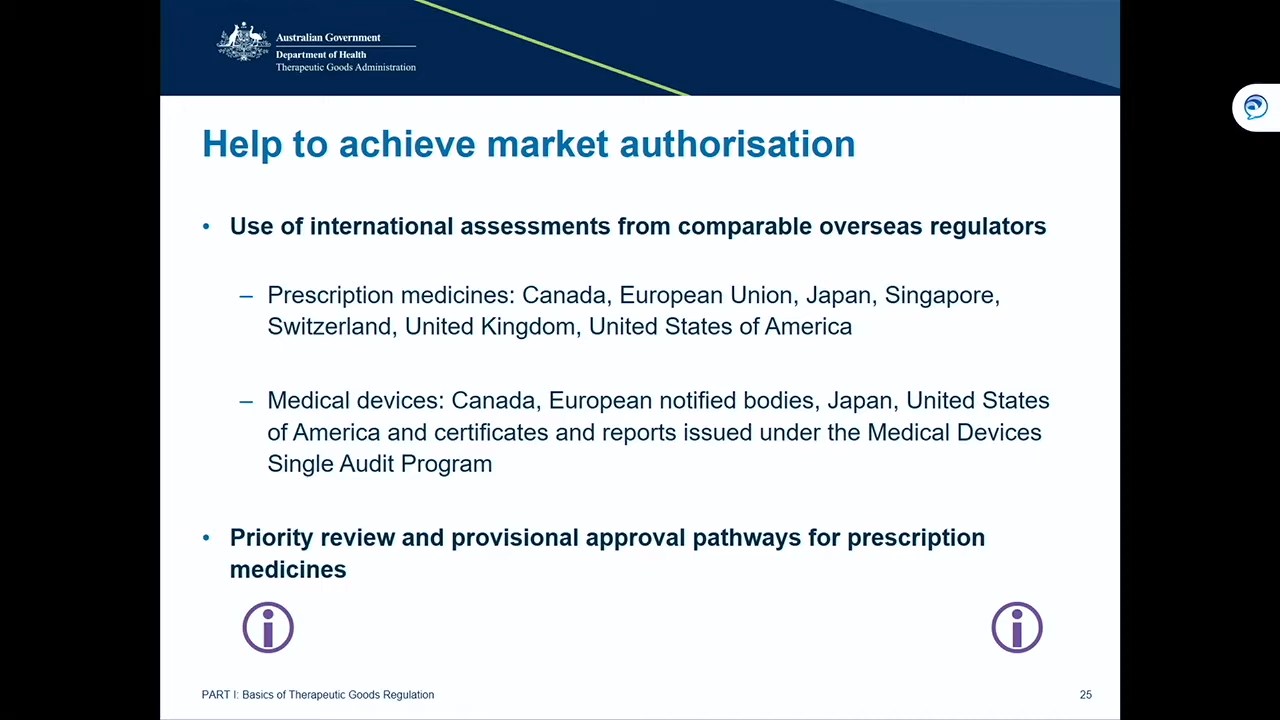 Australian Government
Department of Health
Therapeutic Goods Administration
Help to achieve market authorisation
• Use of international assessments from comparable overseas regulators
– Prescription medicines: Canada, European Union, Japan, Singapore,
Switzerland, United Kingdom, United States of America
– Medical devices: Canada, European notified bodies, Japan, United States
of America and certificates and reports issued under the Medical Devices
Single Audit Program
• Priority review and provisional approval pathways for prescription
medicines
PART I: Basics of Therapeutic Goods Regulation
25